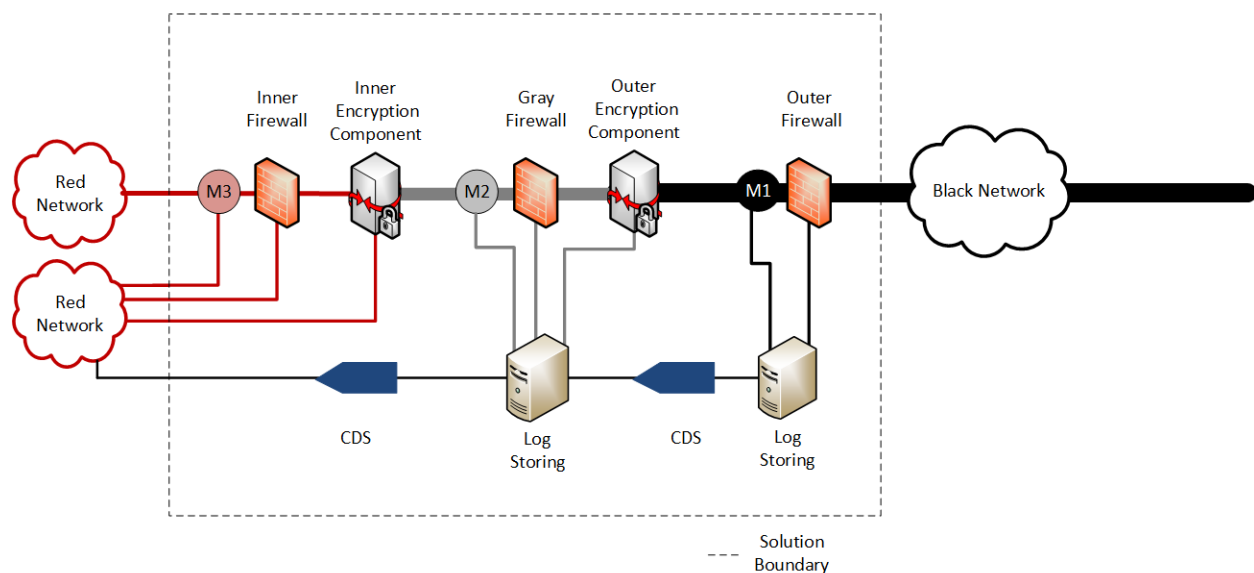 Inner
Firewall
Inner
Encryption
Component
Gray
Firewall
Outer
Encryption
Component
Outer
Firewall
Red
Network
M3
M2
M1
Black Network
Red
Network
CDS
Log
Storing
CDS
Log
Storing
Solution
Boundary